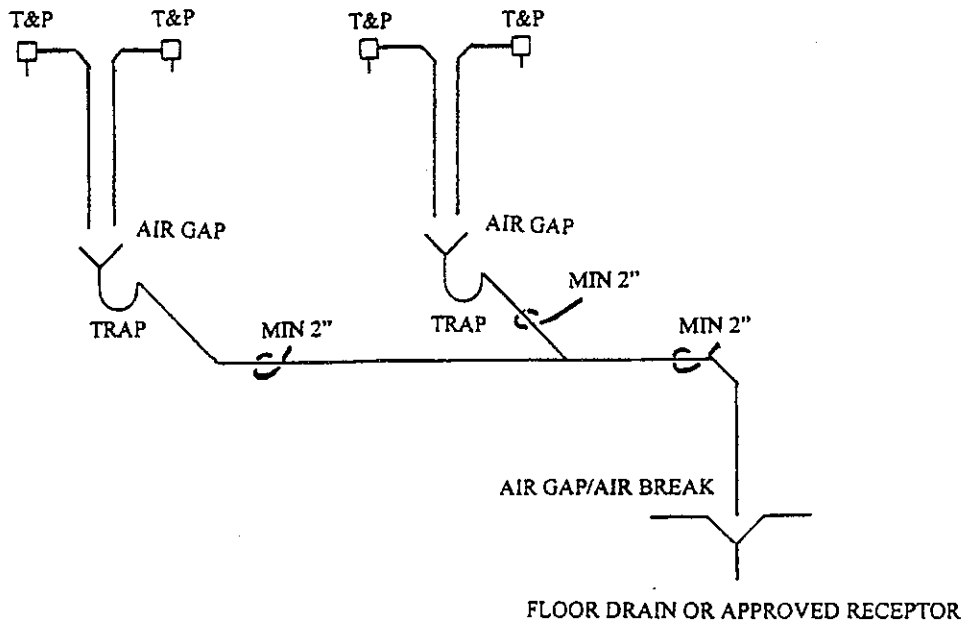 T&P
T&P
T&P
T&P
AIR GAP
AIR GAP
MIN 2"
TRAP
MIN 2"
TRAP
MIN 2"
AIR GAP/AIR BREAK
FLOOR DRAIN OR APPROVED RECEPTOR